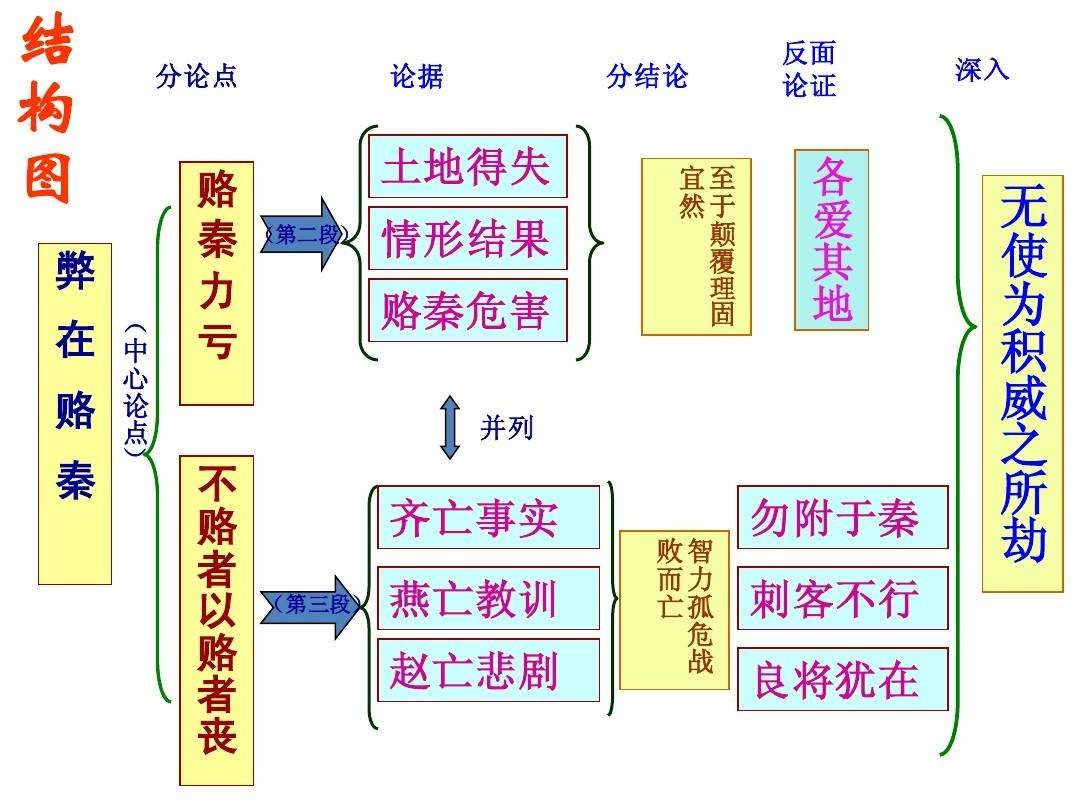 结构图
分论点
论据
分结论
反面
论证
深入
弊在赂秦
（中心论点）
赂秦力亏
（第二段）
土地得失
情形结果
赂秦危害
至于颠覆理固
宜然
各爱其地
并列
不赂者以赂者丧
（第三段）
齐亡事实
燕亡教训
赵亡悲剧
智力孤危战
败而亡
勿附于秦
刺客不行
良将犹在
无使为积威之所劫